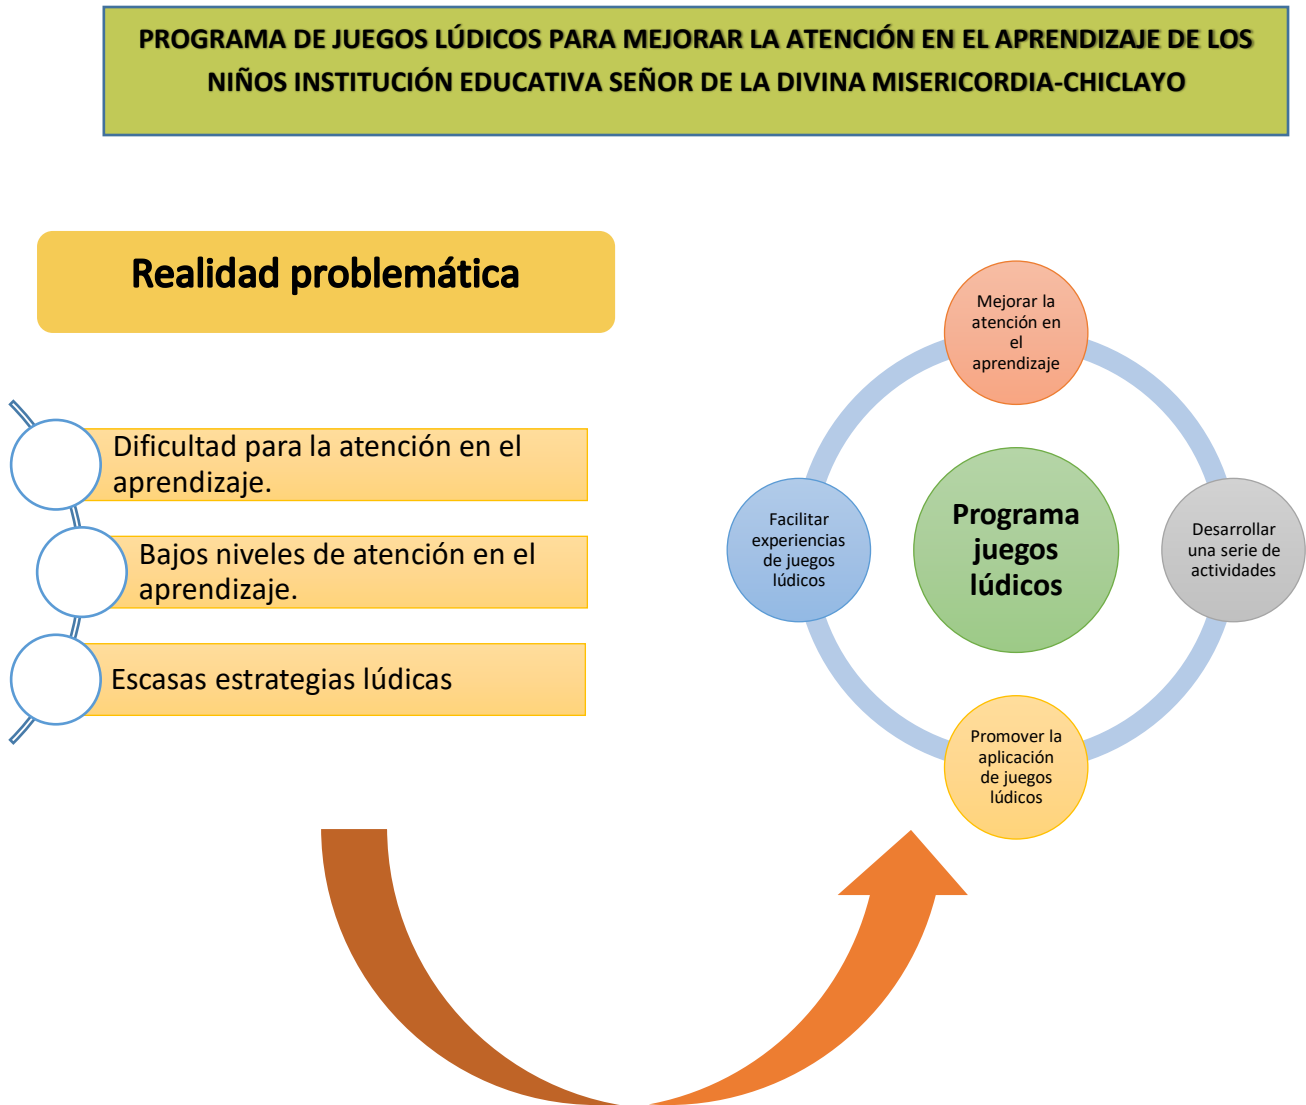 PROGRAMA DE JUEGOS LÚDICOS PARA MEJORAR LA ATENCIÓN EN EL APRENDIZAJE DE LOS
NIÑOS INSTITUCIÓN EDUCATIVA SEÑOR DE LA DIVINA MISERICORDIA-CHICLAYO
Realidad problemática
Dificultad para la atención en el
aprendizaje.
Bajos niveles de atención en el
aprendizaje.
Escasas estrategias lúdicas
Mejorar la
atención en
el
aprendizaje
Facilitar
experiencias
de juegos
lúdicos
Programa
juegos
lúdicos
Desarrollar
una serie de
actividades
Promover la
aplicación
de juegos
lúdicos